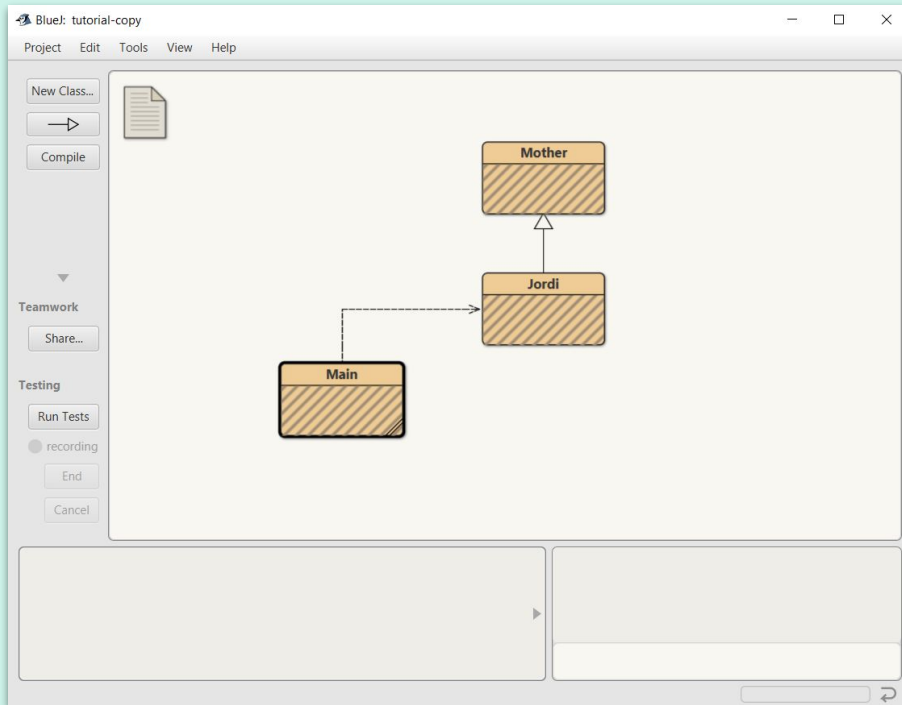 BlueJ: tutorial-copy
Project Edit Tools View Help
New Class...
Compile
Teamwork
Share...
Testing
Run Tests
recording
End
Cancel
Mother
Jordi
Main